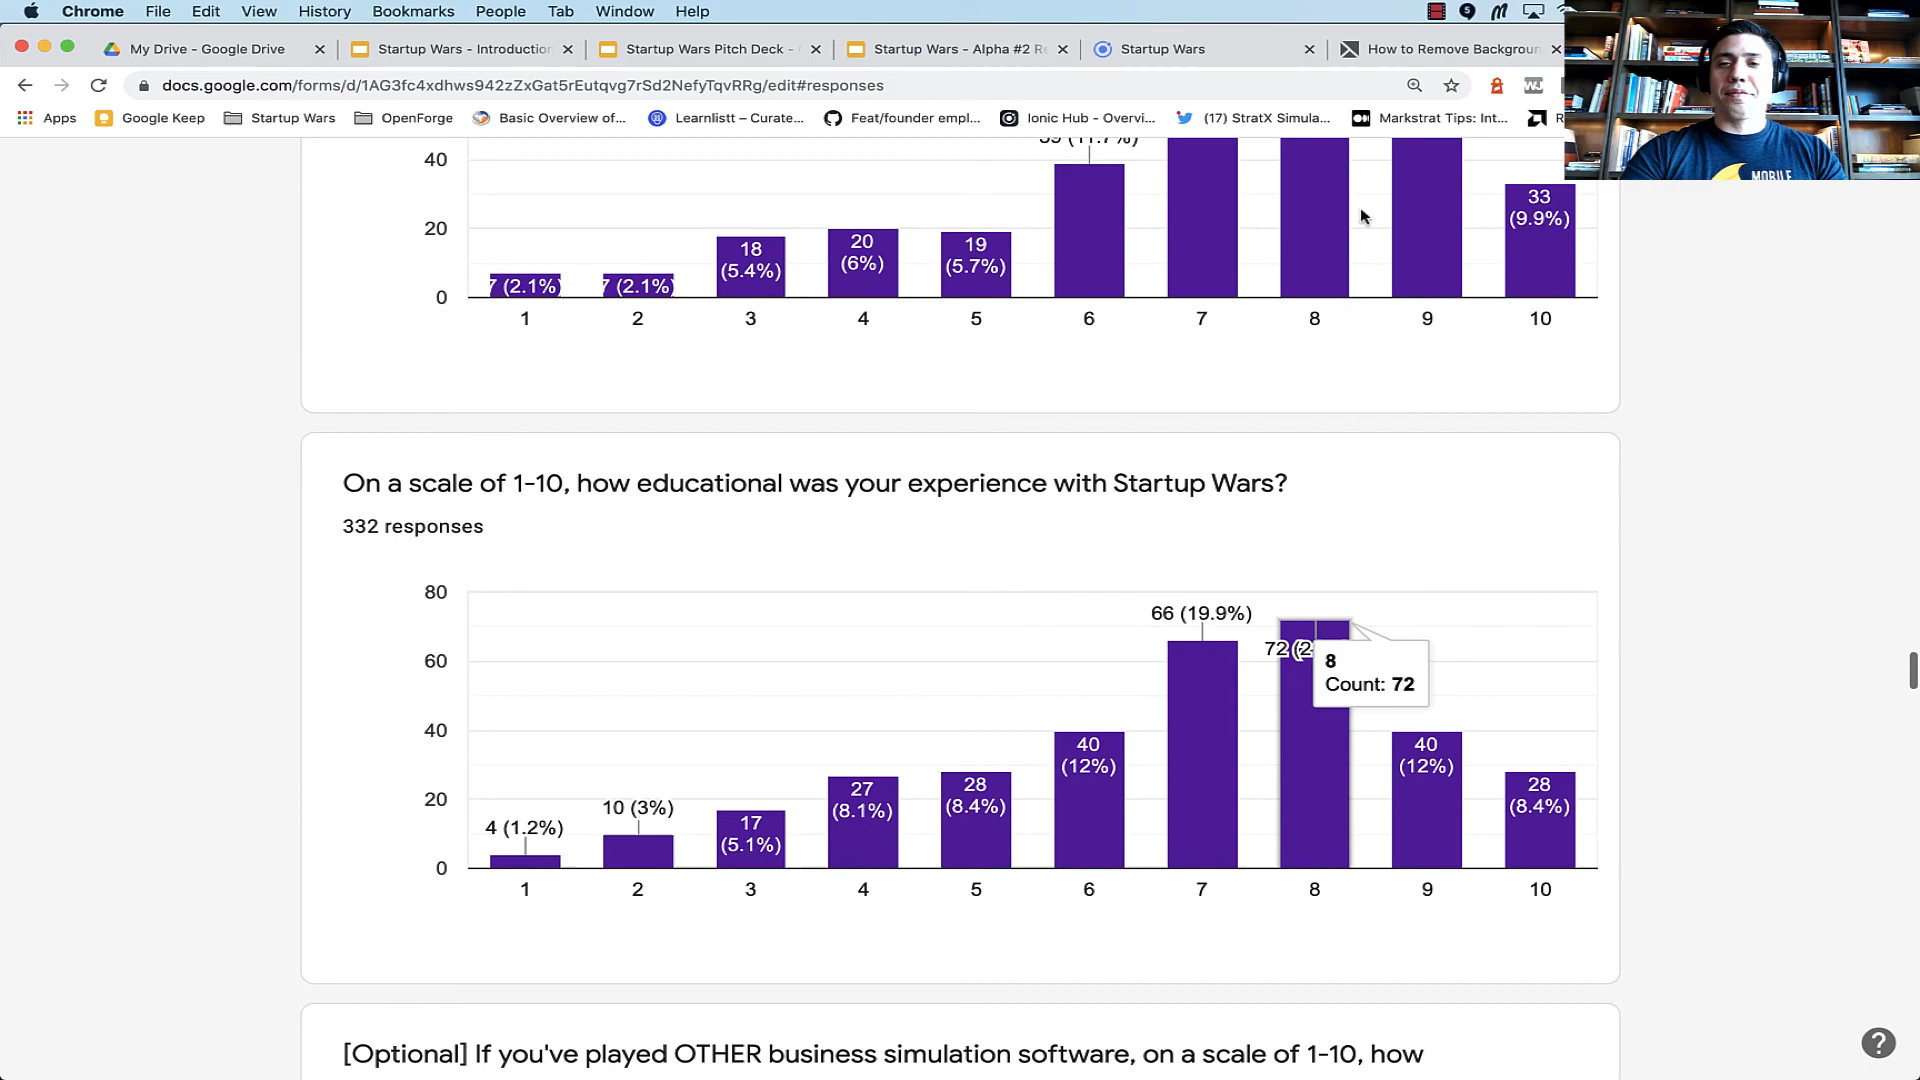 Chrome File Edit View History Bookmarks People Tab Window Help
My Drive - Google Drive
Startup Wars - Introduction
Startup Wars Pitch Deck -
Startup Wars - Alpha #2 R
Startup Wars
How to Remove Backgroun
docs.google.com/forms/d/1AG3fc4xdhws942zZxGat5rEutqvg7rSd2NefyTqvRRg/edit#responses
Apps Google Keep Startup Wars OpenForge Basic Overview of... Learnlistt – Curate... Feat/founder empl... Ionic Hub - Overvi... (17) StratX Simula... Markstrat Tips: Int... R
MOBILE
40
20
0
7 (2.1%)
7 (2.1%)
18
(5.4%)
20
(6%)
19
(5.7%)
39 (11.7%)
33
(9.9%)
1 2 3 4 5 6 7 8 9 10
On a scale of 1-10, how educational was your experience with Startup Wars?
332 responses
80
60
40
20
0
4 (1.2%)
10 (3%)
17
(5.1%)
27
(8.1%)
28
(8.4%)
40
(12%)
66 (19.9%)
72 (2
8
Count: 72
40
(12%)
28
(8.4%)
1 2 3 4 5 6 7 8 9 10
[Optional] If you've played OTHER business simulation software, on a scale of 1-10, how